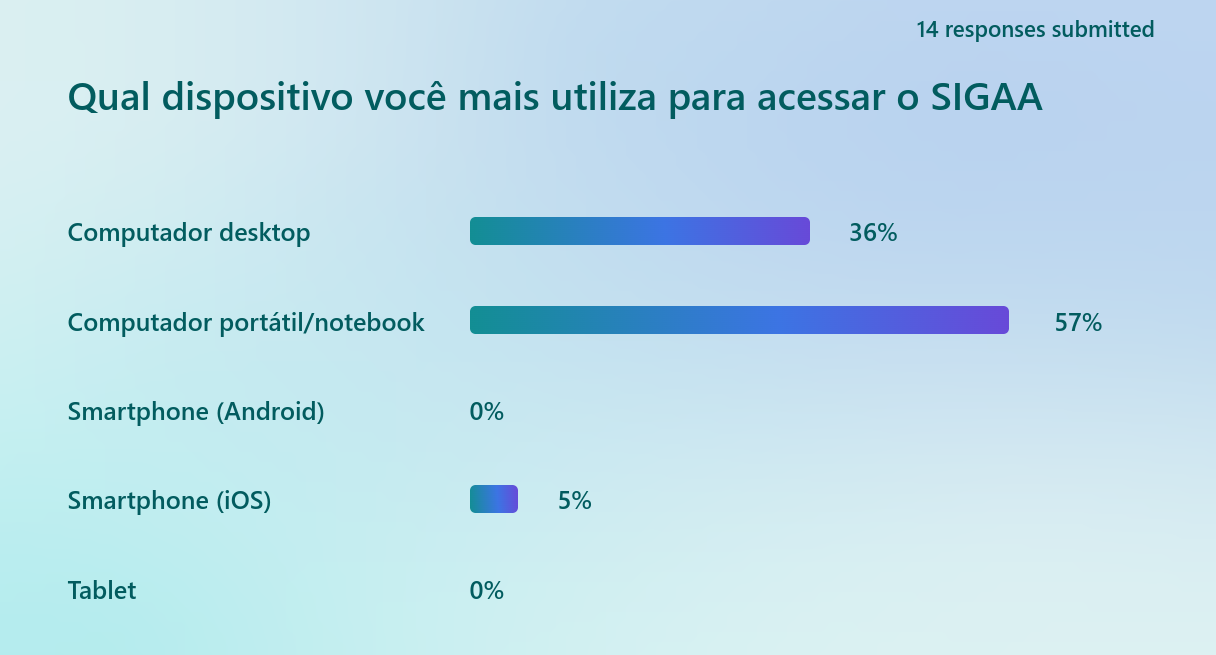 14 responses submitted
Qual dispositivo você mais utiliza para acessar o SIGAA
Computador desktop 36%
Computador portátil/notebook 57%
Smartphone (Android) 0%
Smartphone (iOS) 5%
Tablet 0%